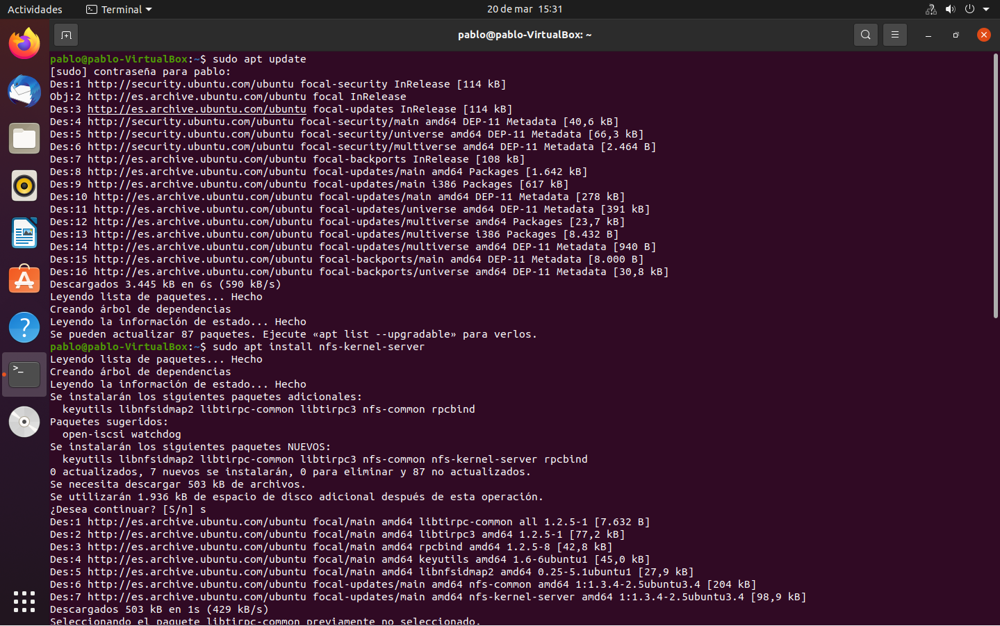 Actividades
Terminal
20 de mar 15:31
pablo@pablo-VirtualBox: ~
pablo@pablo-VirtualBox:~$ sudo apt update
[sudo] contraseña para pablo:
Des:1 http://security.ubuntu.com/ubuntu focal-security InRelease [114 kB]
Obj:2 http://es.archive.ubuntu.com/ubuntu focal InRelease
Des:3 http://es.archive.ubuntu.com/ubuntu focal-updates InRelease [114 kB]
Des:4 http://security.ubuntu.com/ubuntu focal-security/main amd64 DEP-11 Metadata [40,6 kB]
Des:5 http://security.ubuntu.com/ubuntu focal-security/universe amd64 DEP-11 Metadata [66,3 kB]
Des:6 http://security.ubuntu.com/ubuntu focal-security/multiverse amd64 DEP-11 Metadata [2.464 B]
Des:7 http://es.archive.ubuntu.com/ubuntu focal-backports InRelease [108 kB]
Des:8 http://es.archive.ubuntu.com/ubuntu focal-updates/main amd64 Packages [1.642 kB]
Des:9 http://es.archive.ubuntu.com/ubuntu focal-updates/main i386 Packages [617 kB]
Des:10 http://es.archive.ubuntu.com/ubuntu focal-updates/main amd64 DEP-11 Metadata [278 kB]
Des:11 http://es.archive.ubuntu.com/ubuntu focal-updates/universe amd64 DEP-11 Metadata [391 kB]
Des:12 http://es.archive.ubuntu.com/ubuntu focal-updates/multiverse amd64 Packages [23,7 kB]
Des:13 http://es.archive.ubuntu.com/ubuntu focal-updates/multiverse i386 Packages [8.432 B]
Des:14 http://es.archive.ubuntu.com/ubuntu focal-updates/multiverse amd64 DEP-11 Metadata [940 B]
Des:15 http://es.archive.ubuntu.com/ubuntu focal-backports/main amd64 DEP-11 Metadata [8.000 B]
Des:16 http://es.archive.ubuntu.com/ubuntu focal-backports/universe amd64 DEP-11 Metadata [30,8 kB]
Descargados 3.445 kB en 6s (590 kB/s)
Leyendo lista de paquetes... Hecho
Creando árbol de dependencias
Leyendo la información de estado... Hecho
Se pueden actualizar 87 paquetes. Ejecute «apt list --upgradable» para verlos.
pablo@pablo-VirtualBox:~$ sudo apt install nfs-kernel-server
Leyendo lista de paquetes... Hecho
Creando árbol de dependencias
Leyendo la información de estado... Hecho
Se instalarán los siguientes paquetes adicionales:
  keyutils libnfsidmap2 libtirpc-common libtirpc3 nfs-common rpcbind
Paquetes sugeridos:
  open-iscsi watchdog
Se instalarán los siguientes paquetes NUEVOS:
  keyutils libnfsidmap2 libtirpc-common libtirpc3 nfs-common nfs-kernel-server rpcbind
0 actualizados, 7 nuevos se instalarán, 0 para eliminar y 87 no actualizados.
Se necesita descargar 503 kB de archivos.
Se utilizarán 1.936 kB de espacio de disco adicional después de esta operación.
¿Desea continuar? [S/n] s
Des:1 http://es.archive.ubuntu.com/ubuntu focal/main amd64 libtirpc-common all 1.2.5-1 [7.632 B]
Des:2 http://es.archive.ubuntu.com/ubuntu focal/main amd64 libtirpc3 amd64 1.2.5-1 [77,2 kB]
Des:3 http://es.archive.ubuntu.com/ubuntu focal/main amd64 rpcbind amd64 1.2.5-8 [42,8 kB]
Des:4 http://es.archive.ubuntu.com/ubuntu focal/main amd64 keyutils amd64 1.6-6ubuntu1 [45,0 kB]
Des:5 http://es.archive.ubuntu.com/ubuntu focal/main amd64 libnfsidmap2 amd64 0.25-5.1ubuntu1 [27,9 kB]
Des:6 http://es.archive.ubuntu.com/ubuntu focal-updates/main amd64 nfs-common amd64 1:1.3.4-2.5ubuntu3.4 [204 kB]
Des:7 http://es.archive.ubuntu.com/ubuntu focal-updates/main amd64 nfs-kernel-server amd64 1:1.3.4-2.5ubuntu3.4 [98,9 kB]
Descargados 503 kB en 1s (429 kB/s)
Seleccionando el paquete libtirpc-common previamente no seleccionado.